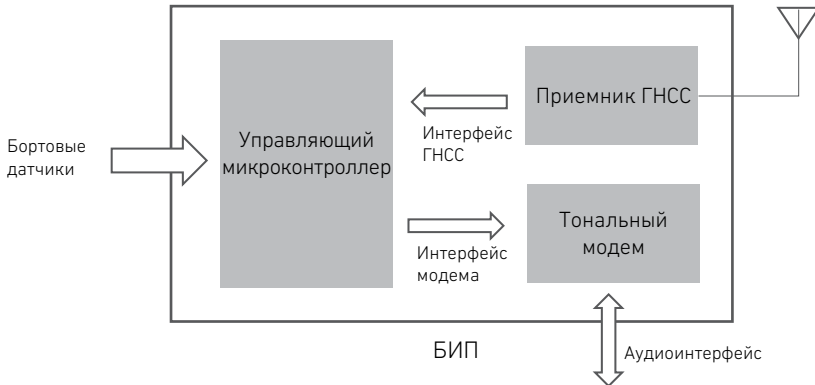 Приемник ГНСС
Управляющий
микроконтроллер
Интерфейс
ГНСС
Бортовые
датчики
Тональный
модем
Интерфейс
модема
БИП
Аудиоинтерфейс